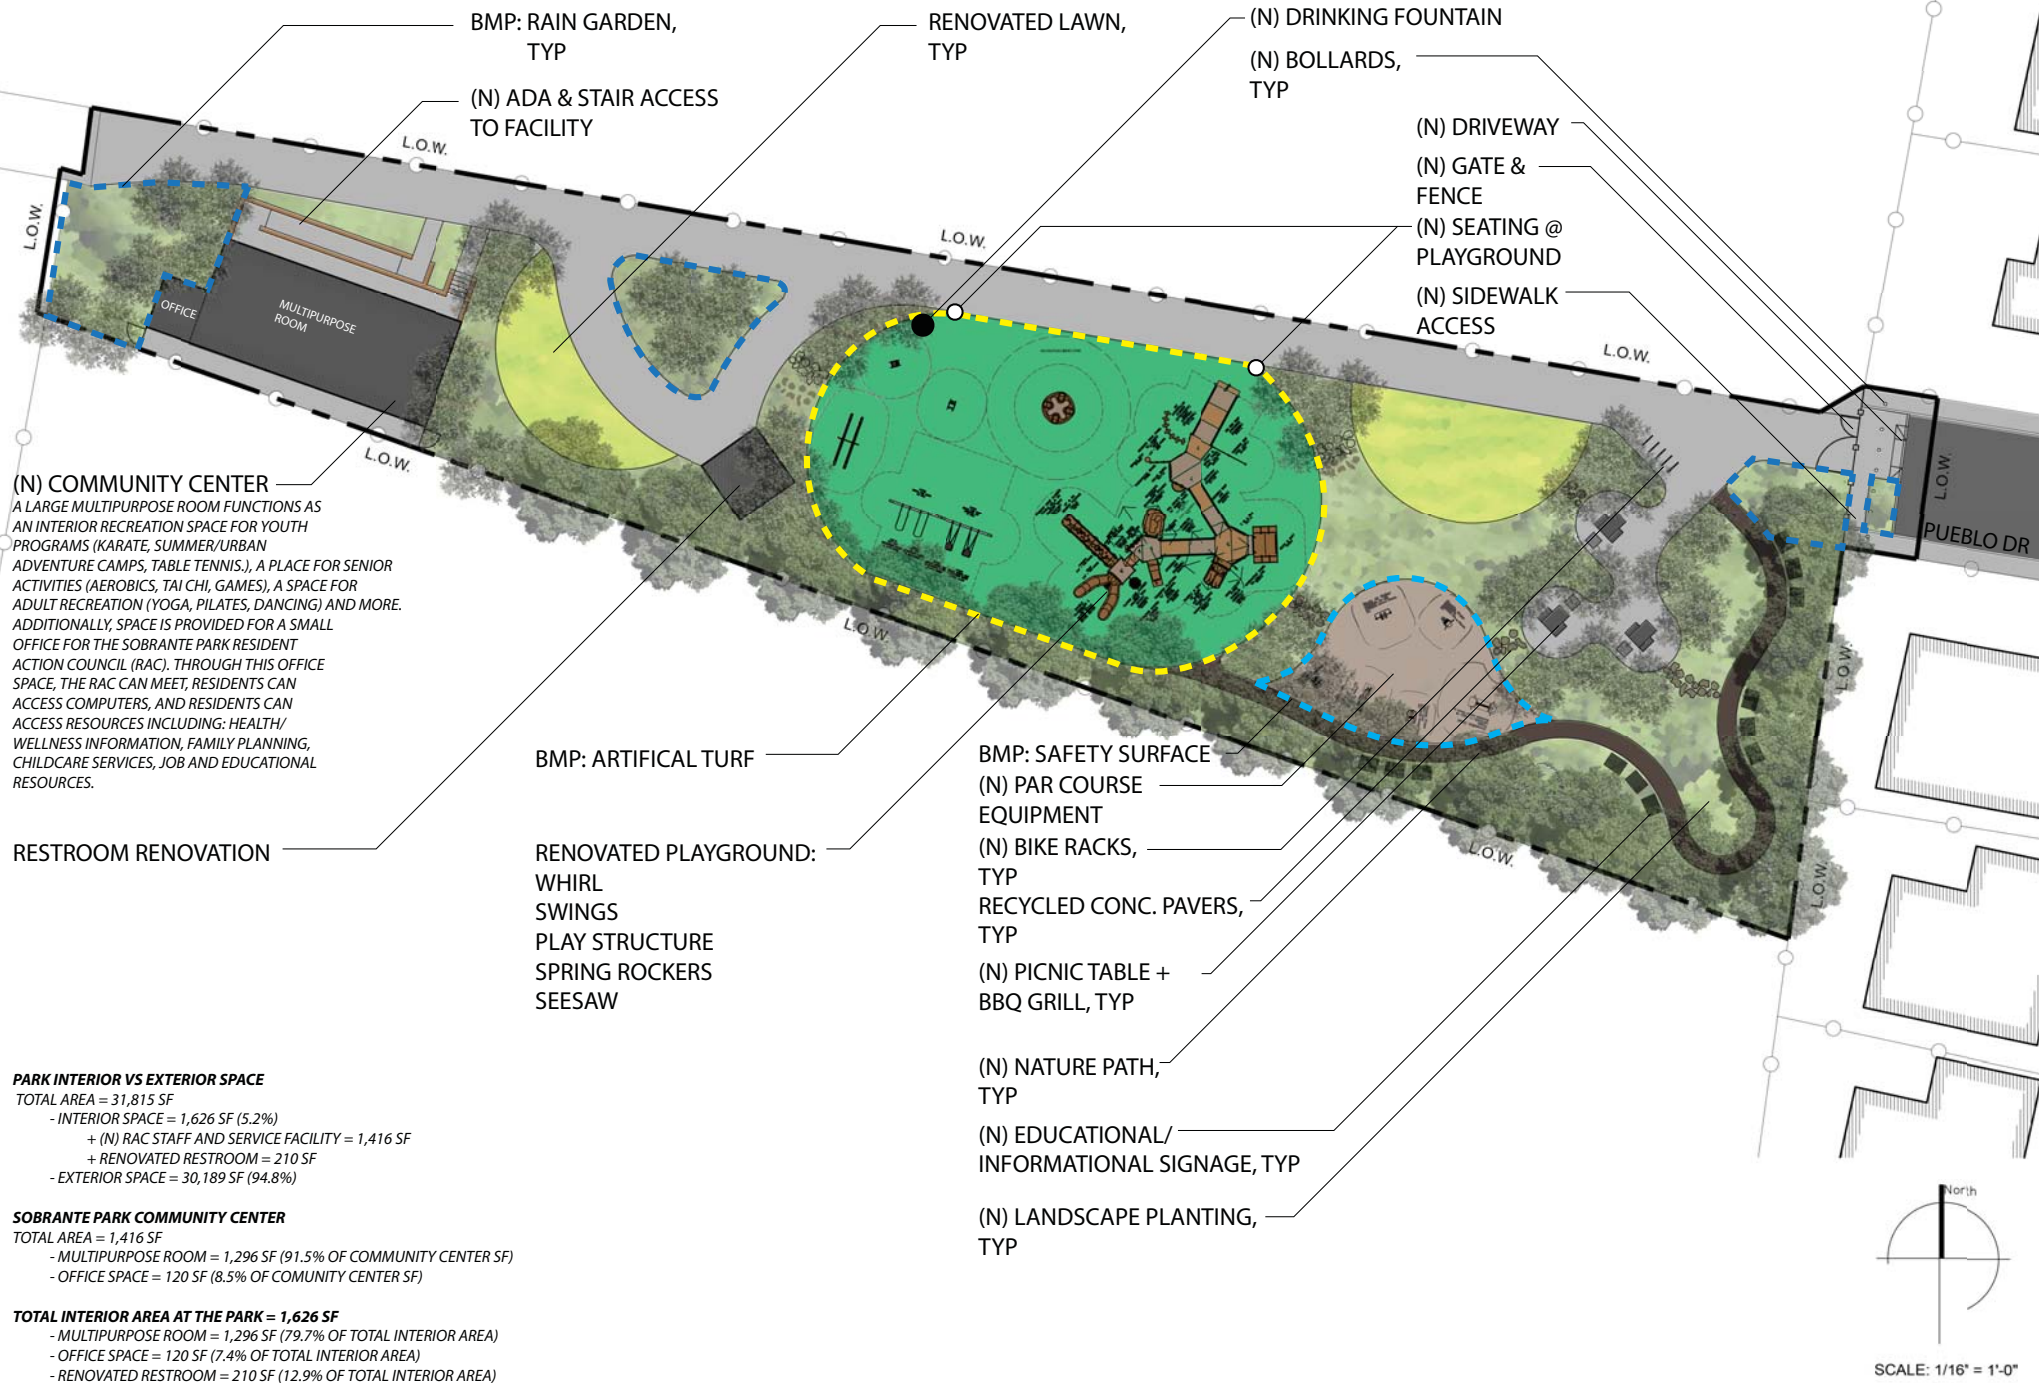 BMP: RAIN GARDEN,
TYP
RENOVATED LAWN,
TYP
(N) DRINKING FOUNTAIN
(N) BOLLARDS,
TYP
(N) ADA & STAIR ACCESS
TO FACILITY
(N) DRIVEWAY
(N) GATE &
FENCE
(N) SEATING @
PLAYGROUND
(N) SIDEWALK
ACCESS
L.O.W.
L.O.W.
L.O.W.
L.O.W.
L.O.W.
L.O.W.
L.O.W.
L.O.W.
L.O.W.
L.O.W.
OFFICE
MULTIPURPOSE
ROOM
PUEBLO DR
(N) COMMUNITY CENTER
A LARGE MULTIPURPOSE ROOM FUNCTIONS AS
AN INTERIOR RECREATION SPACE FOR YOUTH
PROGRAMS (KARATE, SUMMER/URBAN
ADVENTURE CAMPS, TABLE TENNIS.), A PLACE FOR SENIOR
ACTIVITIES (AEROBICS, TAI CHI, GAMES), A SPACE FOR
ADULT RECREATION (YOGA, PILATES, DANCING) AND MORE.
ADDITIONALLY, SPACE IS PROVIDED FOR A SMALL
OFFICE FOR THE SOBRANTE PARK RESIDENT
ACTION COUNCIL (RAC). THROUGH THIS OFFICE
SPACE, THE RAC CAN MEET, RESIDENTS CAN
ACCESS COMPUTERS, AND RESIDENTS CAN
ACCESS RESOURCES INCLUDING: HEALTH/
WELLNESS INFORMATION, FAMILY PLANNING,
CHILDCARE SERVICES, JOB AND EDUCATIONAL
RESOURCES.
RESTROOM RENOVATION
BMP: ARTIFICAL TURF
RENOVATED PLAYGROUND:
WHIRL
SWINGS
PLAY STRUCTURE
SPRING ROCKERS
SEESAW
BMP: SAFETY SURFACE
(N) PAR COURSE
EQUIPMENT
(N) BIKE RACKS,
TYP
RECYCLED CONC. PAVERS,
TYP
(N) PICNIC TABLE +
BBQ GRILL, TYP
(N) NATURE PATH,
TYP
(N) EDUCATIONAL/
INFORMATIONAL SIGNAGE, TYP
(N) LANDSCAPE PLANTING,
TYP
PARK INTERIOR VS EXTERIOR SPACE
TOTAL AREA = 31,815 SF
- INTERIOR SPACE = 1,626 SF (5.2%)
+ (N) RAC STAFF AND SERVICE FACILITY = 1,416 SF
+ RENOVATED RESTROOM = 210 SF
- EXTERIOR SPACE = 30,189 SF (94.8%)
SOBRANTE PARK COMMUNITY CENTER
TOTAL AREA = 1,416 SF
- MULTIPURPOSE ROOM = 1,296 SF (91.5% OF COMMUNITY CENTER SF)
- OFFICE SPACE = 120 SF (8.5% OF COMUNITY CENTER SF)
TOTAL INTERIOR AREA AT THE PARK = 1,626 SF
- MULTIPURPOSE ROOM = 1,296 SF (79.7% OF TOTAL INTERIOR AREA)
- OFFICE SPACE = 120 SF (7.4% OF TOTAL INTERIOR AREA)
- RENOVATED RESTROOM = 210 SF (12.9% OF TOTAL INTERIOR AREA)
North
SCALE: 1/16" = 1'-0"